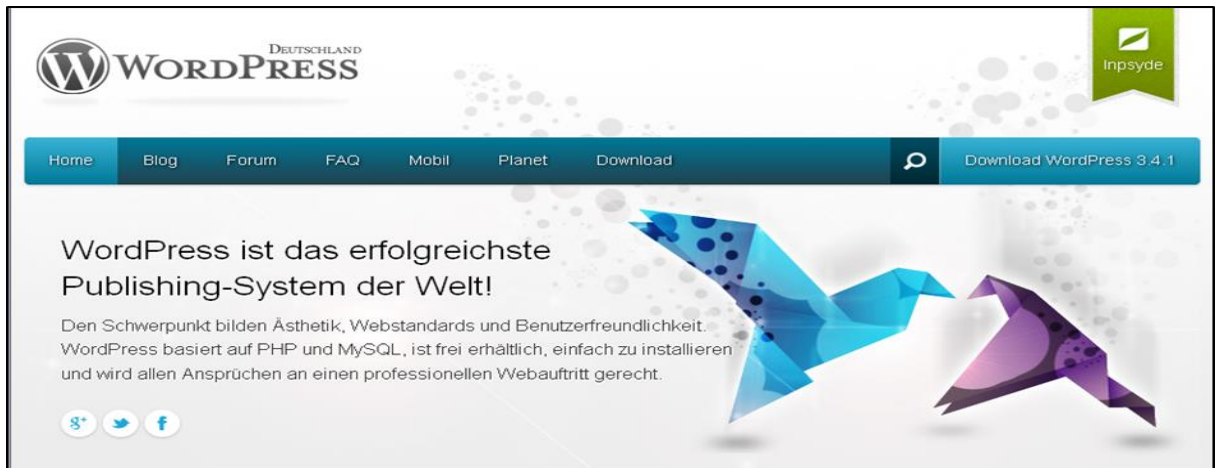 DEUTSCHLAND
WORDPRESS
Inpsyde
Home Blog Forum FAQ Mobil Planet Download Download WordPress 3.4.1
WordPress ist das erfolgreichste
Publishing-System der Welt!
Den Schwerpunkt bilden Ästhetik, Webstandards und Benutzerfreundlichkeit.
WordPress basiert auf PHP und MySQL, ist frei erhältlich, einfach zu installieren
und wird allen Ansprüchen an einen professionellen Webauftritt gerecht.